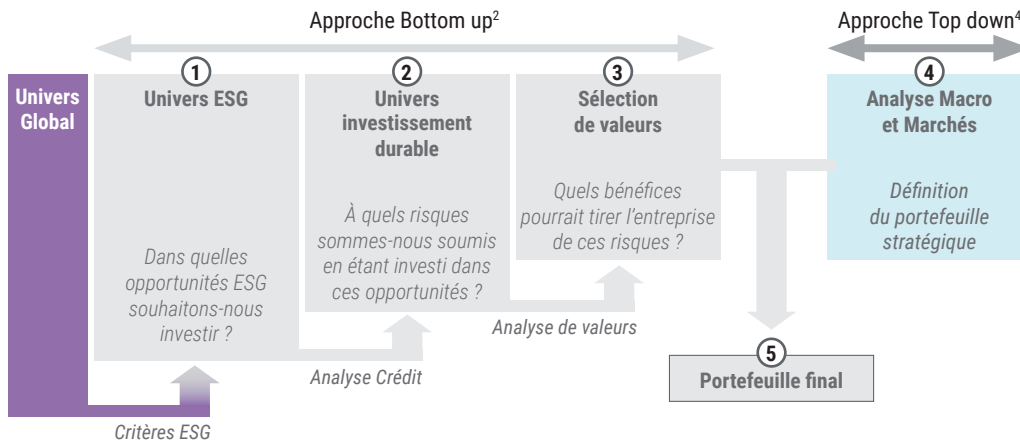 Approche Bottom up2
Approche Top down4
Univers
Global
1
Univers ESG
Dans quelles
opportunités ESG
souhaitons-nous
investir ?
Critères ESG
2
Univers
investissement
durable
À quels risques
sommes-nous soumis
en étant investi dans
ces opportunités ?
Analyse Crédit
3
Sélection
de valeurs
Quels bénéfices
pourrait tirer l'entreprise
de ces risques ?
Analyse de valeurs
4
Analyse Macro
et Marchés
Définition
du portefeuille
stratégique
5
Portefeuille final